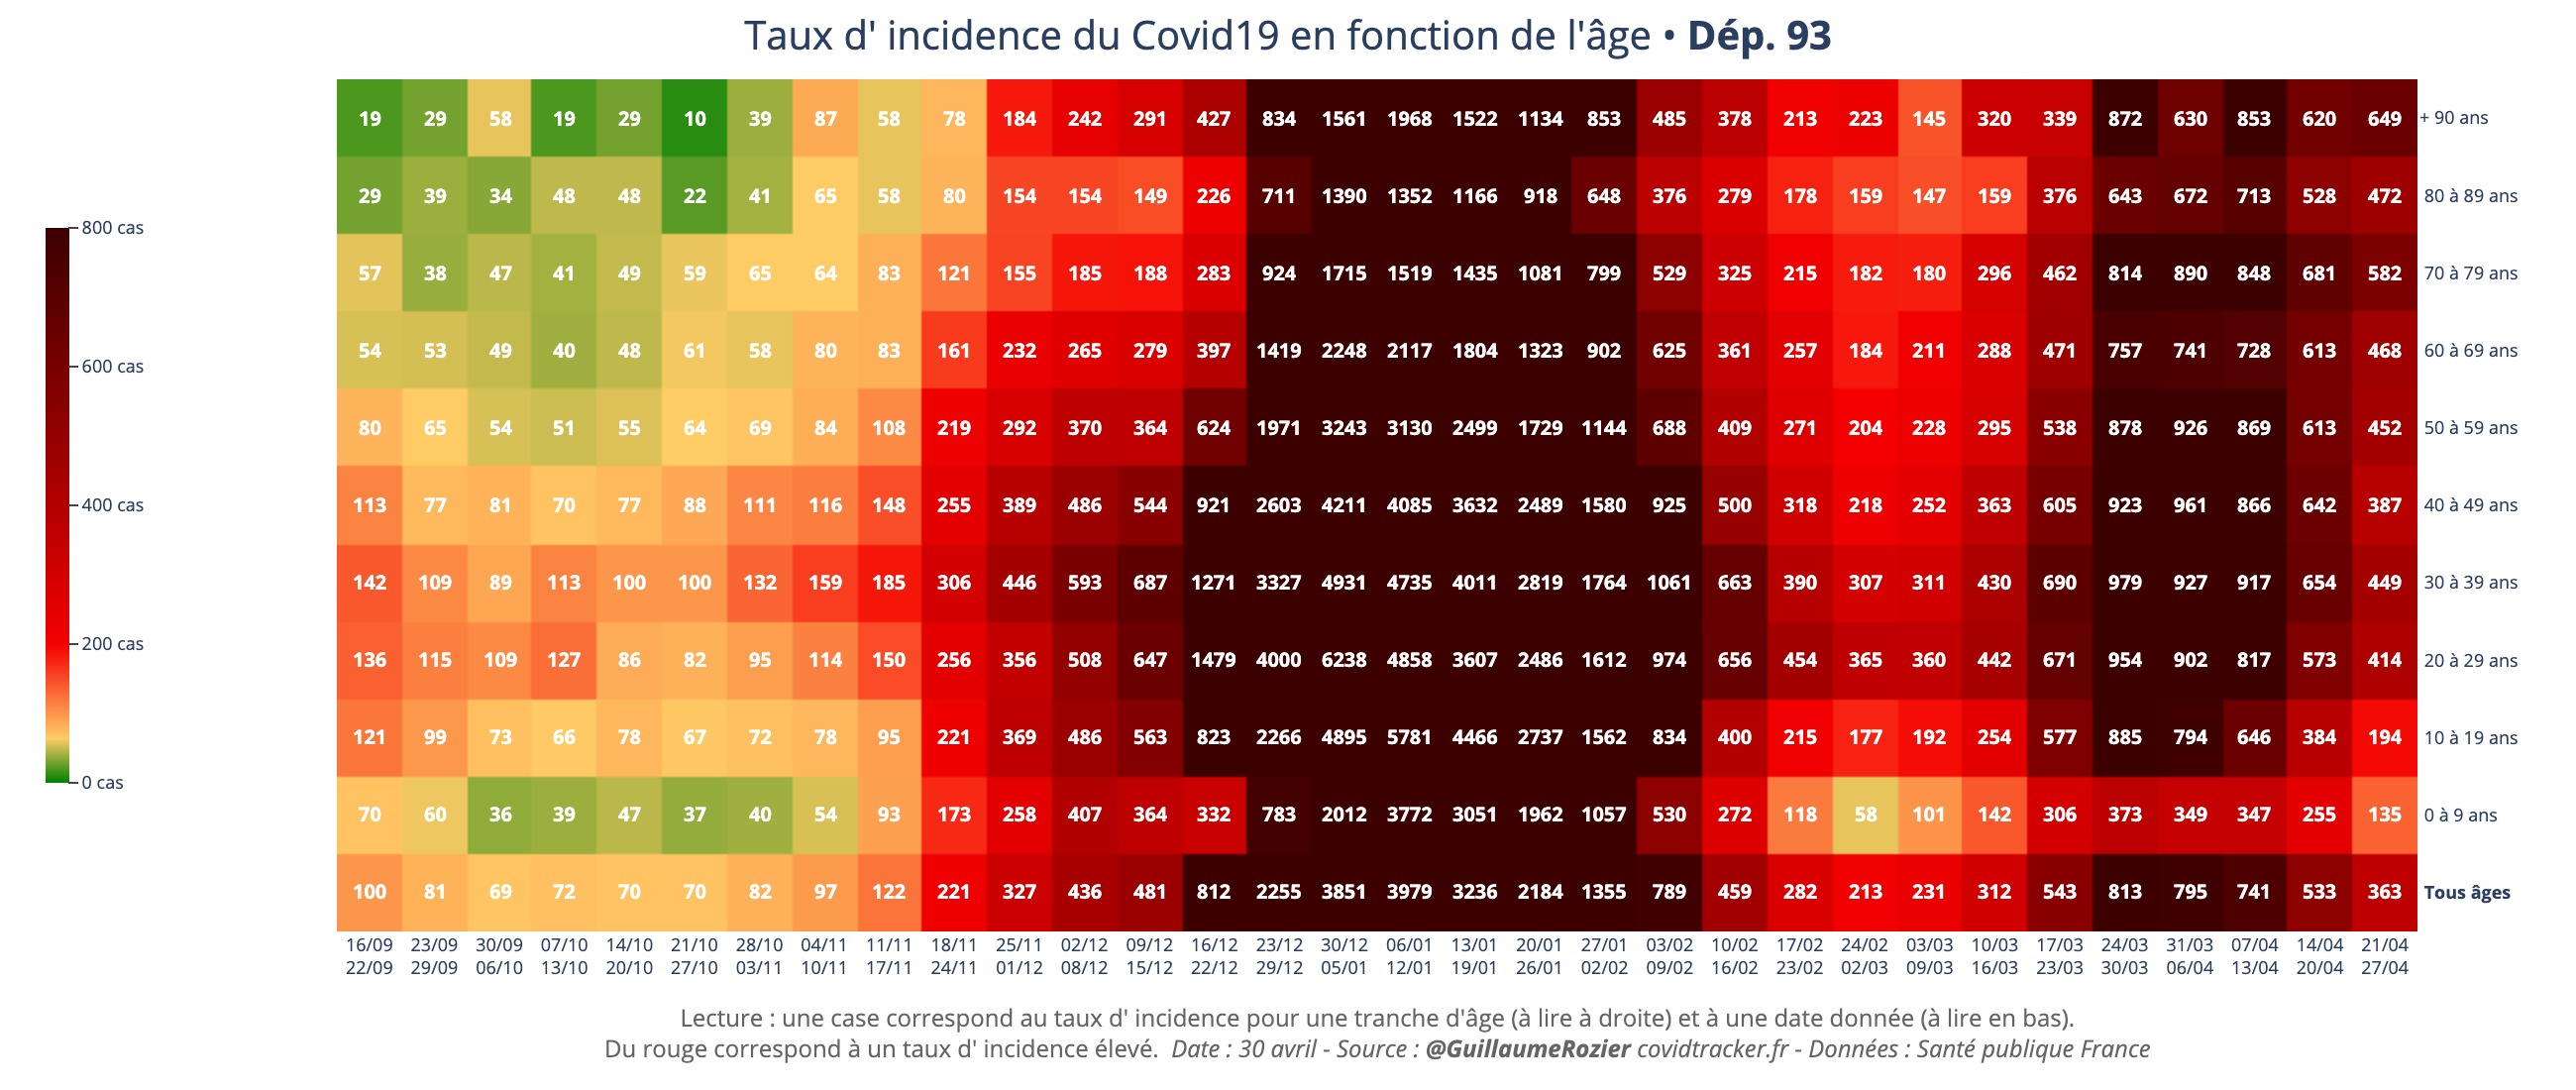 Taux d' incidence du Covid19 en fonction de l'âge • Dép. 93
800 cas
600 cas
400 cas
200 cas
0 cas
19 29 58 19 29 10 39 87 58 78 184 242 291 427 834 1561 1968 1522 1134 853 485 378 213 223 145 320 339 872 630 853 620 649 + 90 ans
29 39 34 48 48 22 41 65 58 80 154 154 149 226 711 1390 1352 1166 918 648 376 279 178 159 147 159 376 643 672 713 528 472 80 à 89 ans
57 38 47 41 49 59 65 64 83 121 155 185 188 283 924 1715 1519 1435 1081 799 529 325 215 182 180 296 462 814 890 848 681 582 70 à 79 ans
54 53 49 40 48 61 58 80 83 161 232 265 279 397 1419 2248 2117 1804 1323 902 625 361 257 184 211 288 471 757 741 728 613 468 60 à 69 ans
80 65 54 51 55 64 69 84 108 219 292 370 364 624 1971 3243 3130 2499 1729 1144 688 409 271 204 228 295 538 878 926 869 613 452 50 à 59 ans
113 77 81 70 77 88 111 116 148 255 389 486 544 921 2603 4211 4085 3632 2489 1580 925 500 318 218 252 363 605 923 961 866 642 387 40 à 49 ans
142 109 89 113 100 100 132 159 185 306 446 593 687 1271 3327 4931 4735 4011 2819 1764 1061 663 390 307 311 430 690 979 927 917 654 449 30 à 39 ans
136 115 109 127 86 82 95 114 150 256 356 508 647 1479 4000 6238 4858 3607 2486 1612 974 656 454 365 360 442 671 954 902 817 573 414 20 à 29 ans
121 99 73 66 78 67 72 78 95 221 369 486 563 823 2266 4895 5781 4466 2737 1562 834 400 215 177 192 254 577 885 794 646 384 194 10 à 19 ans
70 60 36 39 47 37 40 54 93 173 258 407 364 332 783 2012 3772 3051 1962 1057 530 272 118 58 101 142 306 373 349 347 255 135 0 à 9 ans
100 81 69 72 70 70 82 97 122 221 327 436 481 812 2255 3851 3979 3236 2184 1355 789 459 282 213 231 312 543 813 795 741 533 363 Tous âges
16/09 23/09 30/09 07/10 14/10 21/10 28/10 04/11 11/11 18/11 25/11 02/12 09/12 16/12 23/12 30/12 06/01 13/01 20/01 27/01 03/02 10/02 17/02 24/02 03/03 10/03 17/03 24/03 31/03 07/04 14/04 21/04
22/09 29/09 06/10 13/10 20/10 27/10 03/11 10/11 17/11 24/11 01/12 08/12 15/12 22/12 29/12 05/01 12/01 19/01 26/01 02/02 09/02 16/02 23/02 02/03 09/03 16/03 23/03 30/03 06/04 13/04 20/04 27/04
Lecture : une case correspond au taux d' incidence pour une tranche d'âge (à lire à droite) et à une date donnée (à lire en bas).
Du rouge correspond à un taux d' incidence élevé. Date : 30 avril - Source : @GuillaumeRozier covidtracker.fr - Données : Santé publique France